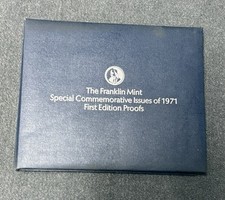 The Franklin Mint
Special Commemorative Issues of 1971
First Edition Proofs